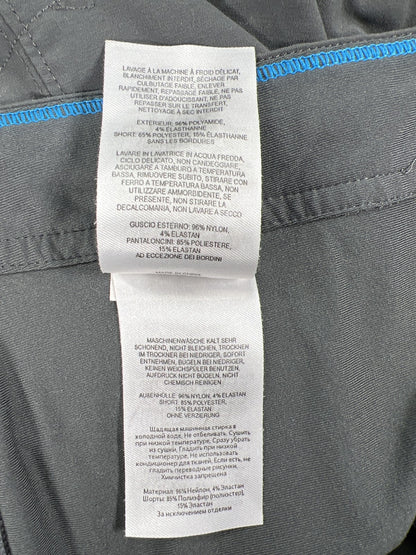 LAVAGE À LA MACHINE À FROID DÉLICAT,
BLANCHIMENT INTERDIT, SÉCHAGE PAR
CULBUTAGE FAIBLE, ENLEVER
RAPIDEMENT, REPASSAGE FAIBLE, NE PAS
UTILISER D'ADOUCISSANT, NE PAS
REPASSER SUR LE TRANSFERT,
NETTOYAGE À SEC INTERDIT
EXTÉRIEUR: 96% POLYAMIDE,
4% ÉLASTHANNE
SHORT: 85% POLYESTER, 15% ÉLASTHANNE
SANS LES BORDURES
LAVARE IN LAVATRICE IN ACQUA FREDDA,
CICLO DELICATO, NON CANDEGGIARE,
ASCIUGARE A TAMBURO A TEMPERATURA
BASSA, RIMUOVERE SUBITO, STIRARE CON
FERRO A TEMPERATURA BASSA, NON
UTILIZZARE AMMORBIDENTE, SE
PRESENTE, NON STIRARE LA
DECALCOMANIA, NON LAVARE A SECCO
GUSCIO ESTERNO: 96% NYLON,
4% ELASTAN
PANTALONCINI: 85% POLIESTERE,
15% ELASTAN
AD ECCEZIONE DEI BORDINI
MADE IN CHINA
MASCHINENWÄSCHE KALT SEHR
SCHONEND, NICHT BLEICHEN, TROCKNEN
IM TROCKNER BEI NIEDRIGER, SOFORT
ENTNEHMEN, BÜGELN BEI NIEDRIGER,
KEINEN WEICHSPÜLER BENUTZEN,
AUFDRUCK NICHT BÜGELN, NICHT
CHEMISCH REINIGEN
AUßENHÜLLE: 96% NYLON, 4% ELASTAN
SHORT: 85% POLYESTER,
15% ELASTAN
OHNE VERZIERUNG
Щадящая машинная стирка в
холодной воде, Не отбеливать, Сушить
при низкой температуре, Сразу убрать
из сушки, Гладить при низкой
температуре, Не использовать
кондиционер для тканей, Если есть, не
гладить переводные рисунки,
Химчистка запрещена
Материал: 96% Нейлон, 4% Эластан
Шорты: 85% Полиэфир (полиэстер),
15% Эластан
За исключением отделки